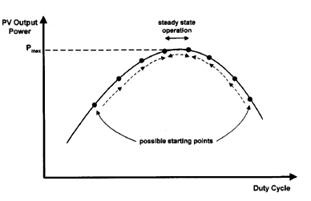 PV Output
Power
steady state
operation
Pmax
possible starting points
Duty Cycle